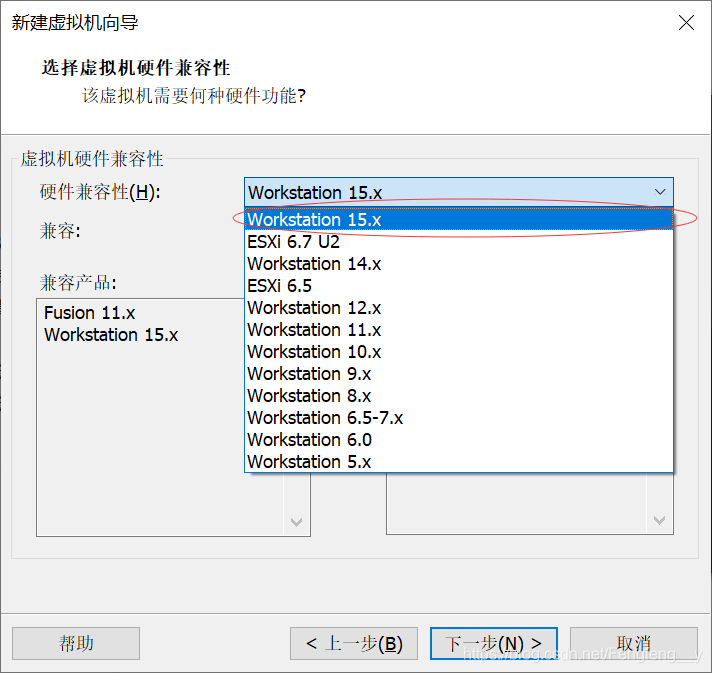 新建虚拟机向导
选择虚拟机硬件兼容性
该虚拟机需要何种硬件功能?
虚拟机硬件兼容性
硬件兼容性(H): Workstation 15.x
Workstation 15.x
兼容:
ESXi 6.7 U2
Workstation 14.x
ESXi 6.5
Workstation 12.x
Workstation 11.x
Workstation 10.x
Workstation 9.x
Workstation 8.x
Workstation 6.5-7.x
Workstation 6.0
Workstation 5.x
兼容产品:
Fusion 11.x
Workstation 15.x
帮助 < 上一步(B) 下一步(N) > 取消
https://blog.csdn.net/Fengfeng__y